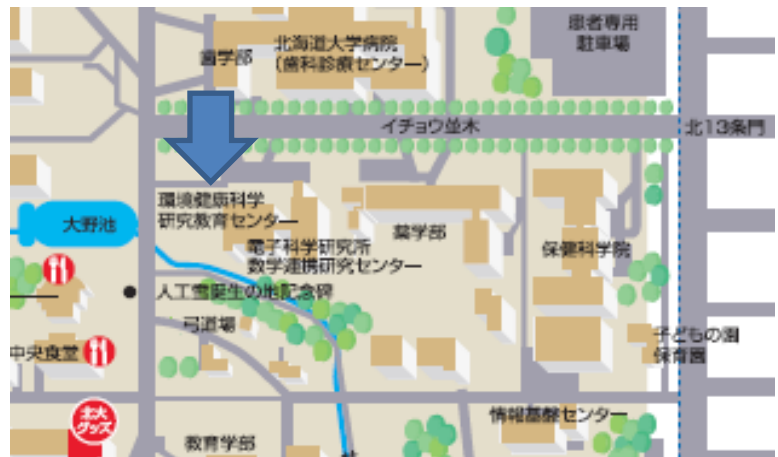 歯学部
北海道大学病院
(歯科診療センター)
患者専用
駐車場
イチョウ並木
北13条門
環境健康科学
研究教育センター
大野池
薬学部
電子科学研究所
数学連携研究センター
保健科学院
人工雪誕生の地記念碑
弓道場
子どもの園
保育園
中央食堂
北大
グッズ
情報基盤センター
教育学部